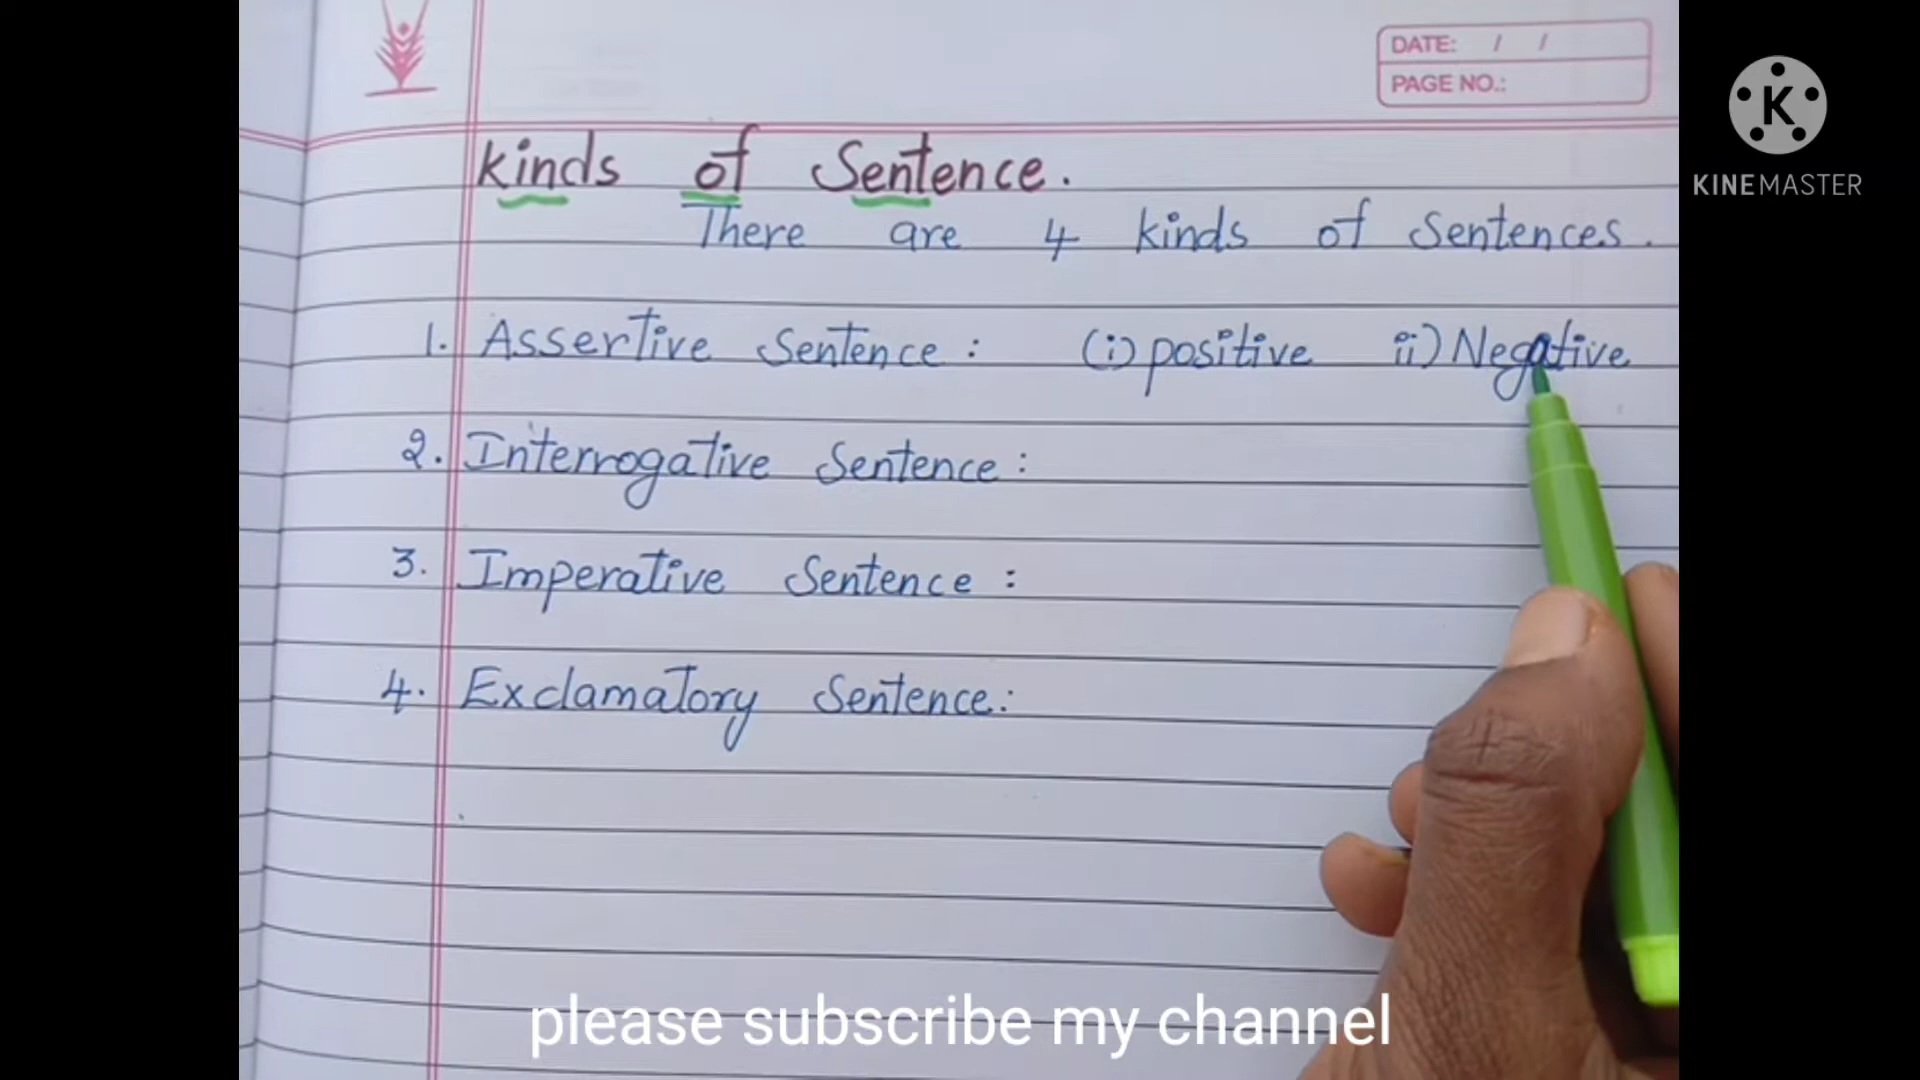 DATE: / /
PAGE NO.:
KINEMASTER
kinds of Sentence.
There are 4 kinds of Sentences.
1. Assertive Sentence : (i) positive ii) Negative
2. Interrogative Sentence :
3. Imperative Sentence :
4. Exclamatory Sentence :
please subscribe my channel